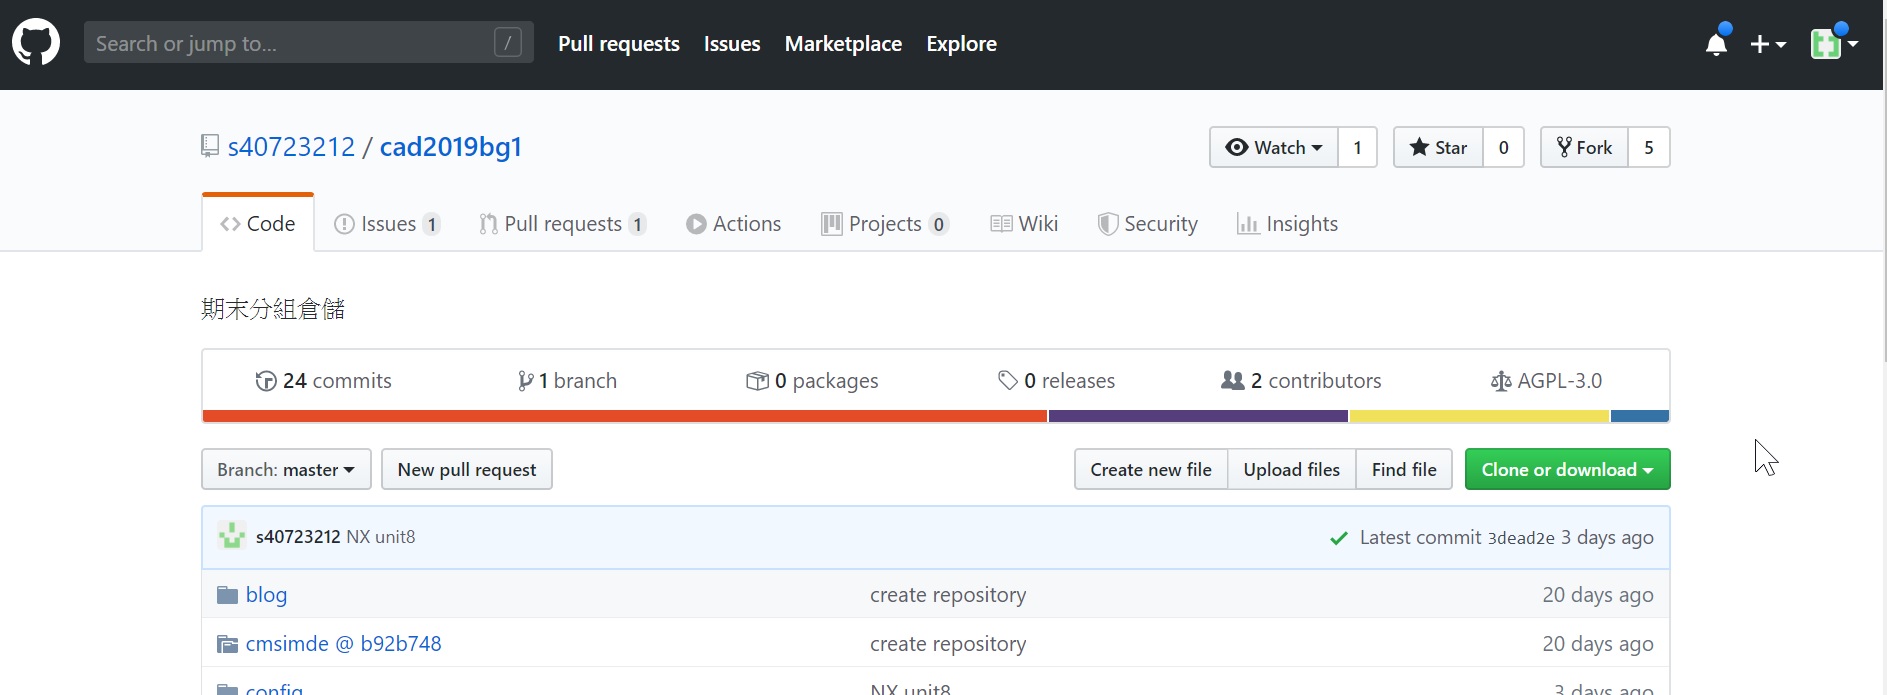 Search or jump to... / Pull requests Issues Marketplace Explore
s40723212 / cad2019bg1 Watch 1 Star 0 Fork 5
Code Issues 1 Pull requests 1 Actions Projects 0 Wiki Security Insights
期末分組倉儲
24 commits 1 branch 0 packages 0 releases 2 contributors AGPL-3.0
Branch: master New pull request Create new file Upload files Find file Clone or download
s40723212 NX unit8 Latest commit 3dead2e 3 days ago
blog create repository 20 days ago
cmsimde @ b92b748 create repository 20 days ago
config NX unit8 3 days ago